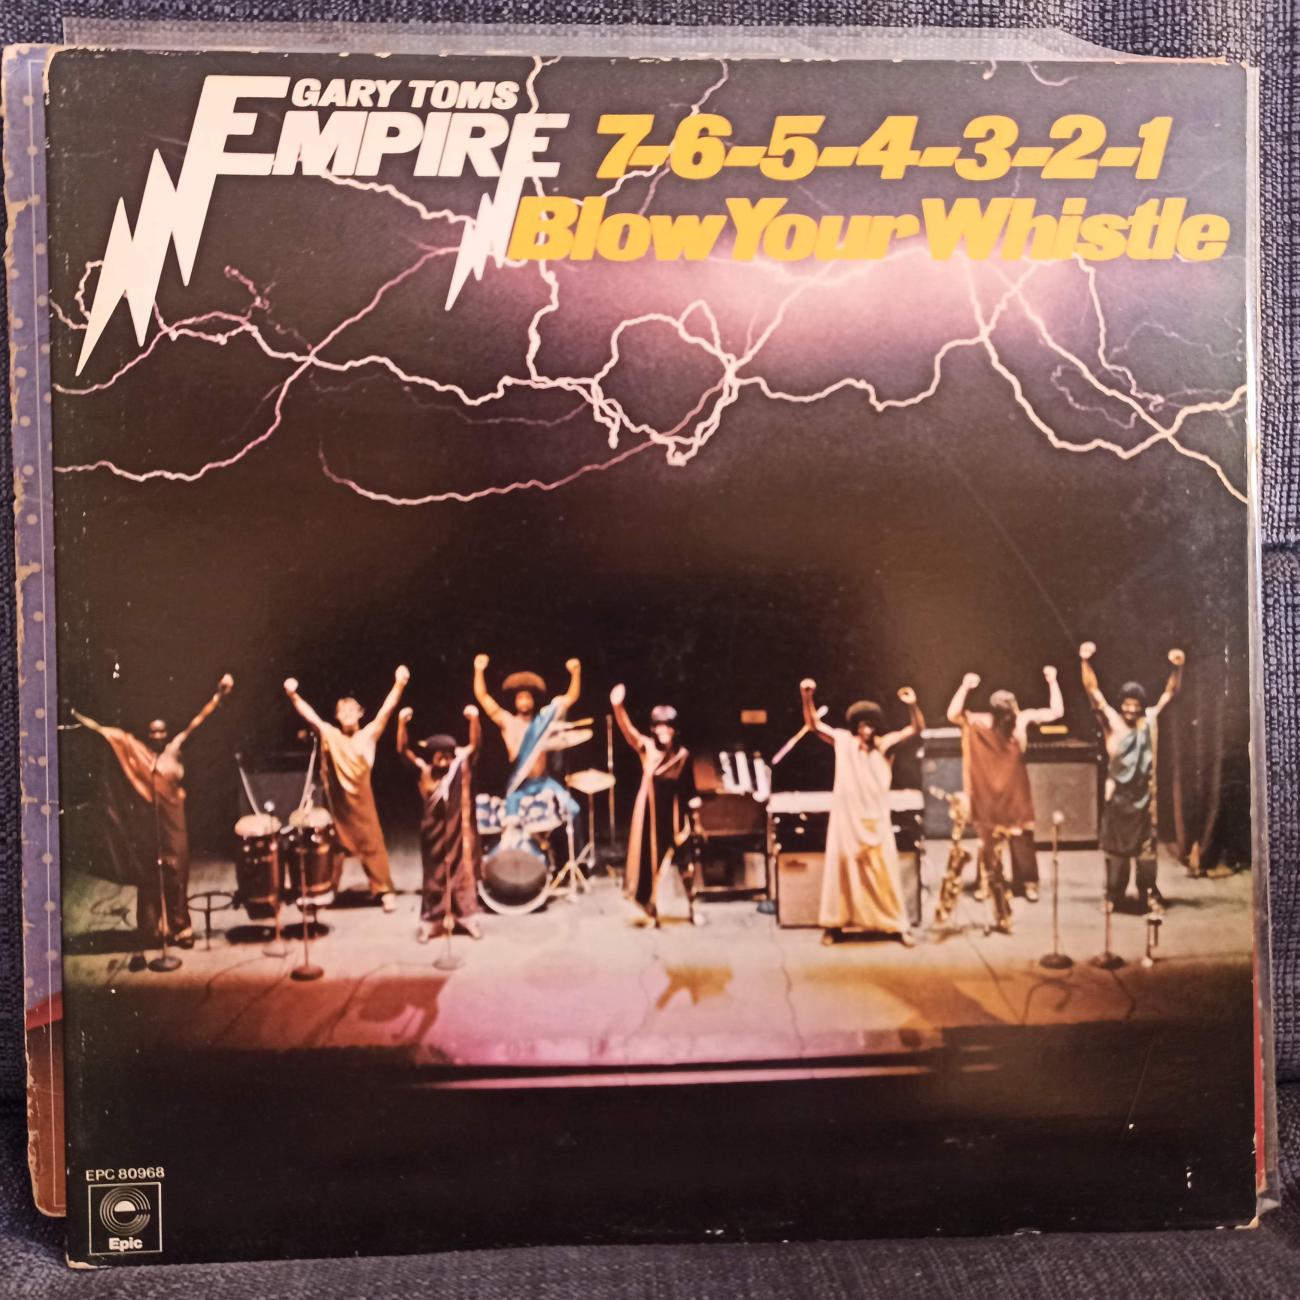 GARY TOMS
EMPIRE
7-6-5-4-3-2-1
Blow Your Whistle
EPC 80968
Epic